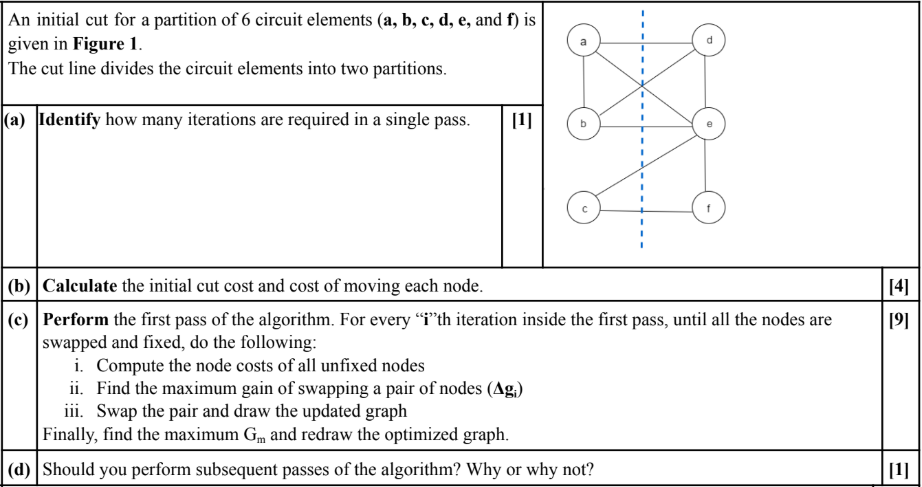 An initial cut for a partition of 6 circuit elements (a, b, c, d, e, and f) is
given in Figure 1.
The cut line divides the circuit elements into two partitions.
(a) Identify how many iterations are required in a single pass. [1]
a
d
b
e
c
f
(b) Calculate the initial cut cost and cost of moving each node. [4]
(c) Perform the first pass of the algorithm. For every “i”th iteration inside the first pass, until all the nodes are [9]
swapped and fixed, do the following:
i. Compute the node costs of all unfixed nodes
ii. Find the maximum gain of swapping a pair of nodes (Δgi)
iii. Swap the pair and draw the updated graph
Finally, find the maximum Gm and redraw the optimized graph.
(d) Should you perform subsequent passes of the algorithm? Why or why not? [1]